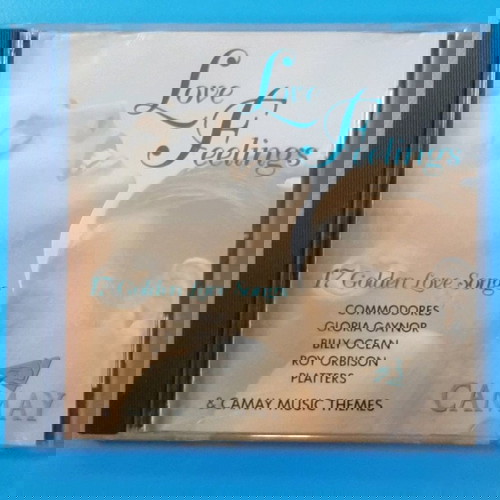 Love
Feelings
17 Golden Love Songs
COMMODORES
GLORIA GAYNOR
BILLY OCEAN
ROY ORBISON
PLATTERS
& CAMAY MUSIC THEMES